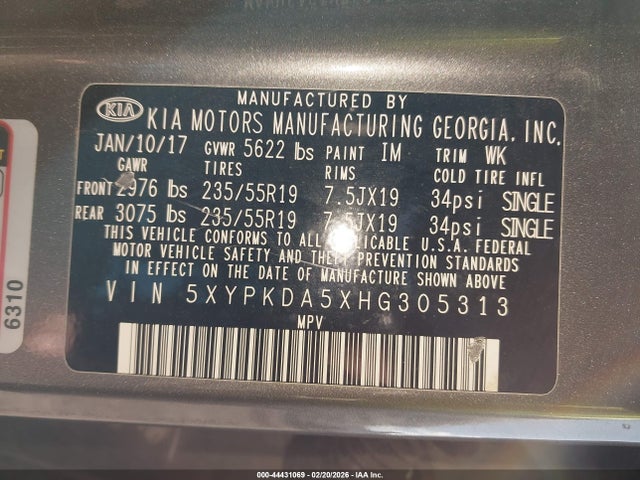 MANUFACTURED BY
KIA KIA MOTORS MANUFACTURING GEORGIA, INC.
JAN/10/17 GVWR 5622 lbs PAINT IM TRIM WK
GAWR TIRES RIMS COLD TIRE INFL
FRONT 2976 lbs 235/55R19 7.5JX19 34psi SINGLE
REAR 3075 lbs 235/55R19 7.5JX19 34psi SINGLE
THIS VEHICLE CONFORMS TO ALL APPLICABLE U.S.A. FEDERAL
MOTOR VEHICLE SAFETY AND THEFT PREVENTION STANDARDS
IN EFFECT ON THE DATE OF MANUFACTURE SHOWN ABOVE
VIN 5XYPKDA5XHG305313
MPV
6310
000-44431069 - 02/20/2026 - IAA Inc.